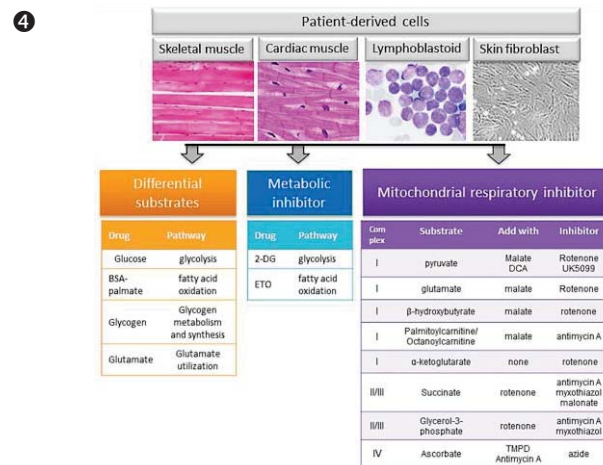 4
Patient-derived cells
Skeletal muscle
Cardiac muscle
Lymphoblastoid
Skin fibroblast
Differential
substrates
Drug Pathway
Glucose glycolysis
BSA-
palmate
fatty acid
oxidation
Glycogen
Glycogen
metabolism
and synthesis
Glutamate
Glutamate
utilization
Metabolic
inhibitor
Drug Pathway
2-DG glycolysis
ETO
fatty acid
oxidation
Mitochondrial respiratory inhibitor
Com
plex
Substrate
Add with
Inhibitor
I
pyruvate
Malate
DCA
Rotenone
UK5099
I glutamate malate Rotenone
I β-hydroxybutyrate malate rotenone
I
Palmitoylcarnitine/
Octanoylcarnitine
malate
antimycin A
I α-ketoglutarate none rotenone
II/III
Succinate
rotenone
antimycin A
myxothiazol
malonate
II/III
Glycerol-3-
phosphate
rotenone
antimycin A
myxothiazol
IV
Ascorbate
TMPD
Antimycin A
azide